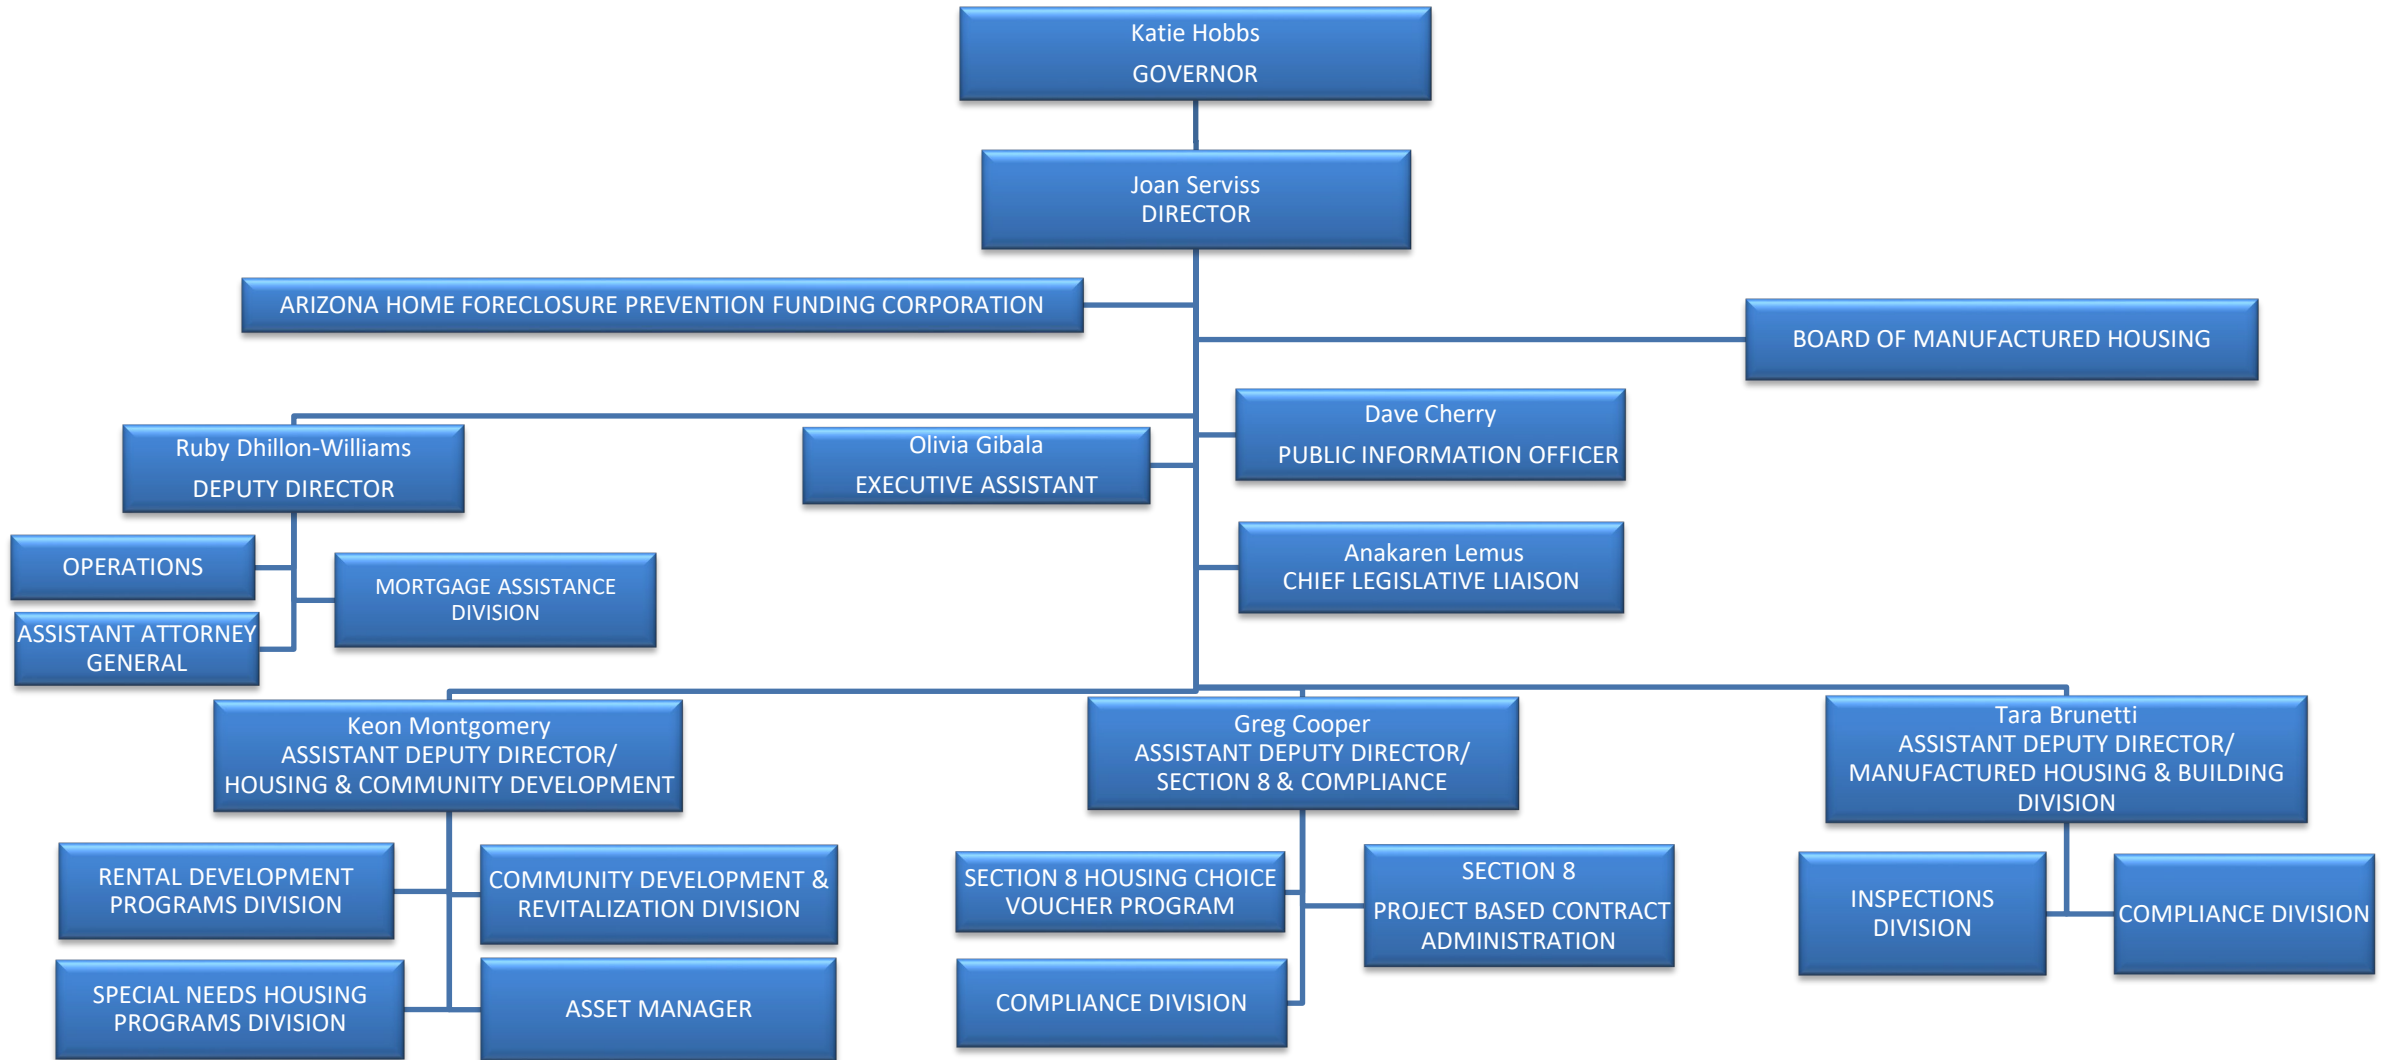 Katie Hobbs
GOVERNOR
Joan Serviss
DIRECTOR
ARIZONA HOME FORECLOSURE PREVENTION FUNDING CORPORATION
BOARD OF MANUFACTURED HOUSING
Ruby Dhillon-Williams
DEPUTY DIRECTOR
Olivia Gibala
EXECUTIVE ASSISTANT
Dave Cherry
PUBLIC INFORMATION OFFICER
OPERATIONS
MORTGAGE ASSISTANCE
DIVISION
ASSISTANT ATTORNEY
GENERAL
Anakaren Lemus
CHIEF LEGISLATIVE LIAISON
Keon Montgomery
ASSISTANT DEPUTY DIRECTOR/
HOUSING & COMMUNITY DEVELOPMENT
Greg Cooper
ASSISTANT DEPUTY DIRECTOR/
SECTION 8 & COMPLIANCE
Tara Brunetti
ASSISTANT DEPUTY DIRECTOR/
MANUFACTURED HOUSING & BUILDING
DIVISION
RENTAL DEVELOPMENT
PROGRAMS DIVISION
COMMUNITY DEVELOPMENT &
REVITALIZATION DIVISION
SPECIAL NEEDS HOUSING
PROGRAMS DIVISION
ASSET MANAGER
SECTION 8 HOUSING CHOICE
VOUCHER PROGRAM
SECTION 8
PROJECT BASED CONTRACT
ADMINISTRATION
COMPLIANCE DIVISION
INSPECTIONS
DIVISION
COMPLIANCE DIVISION